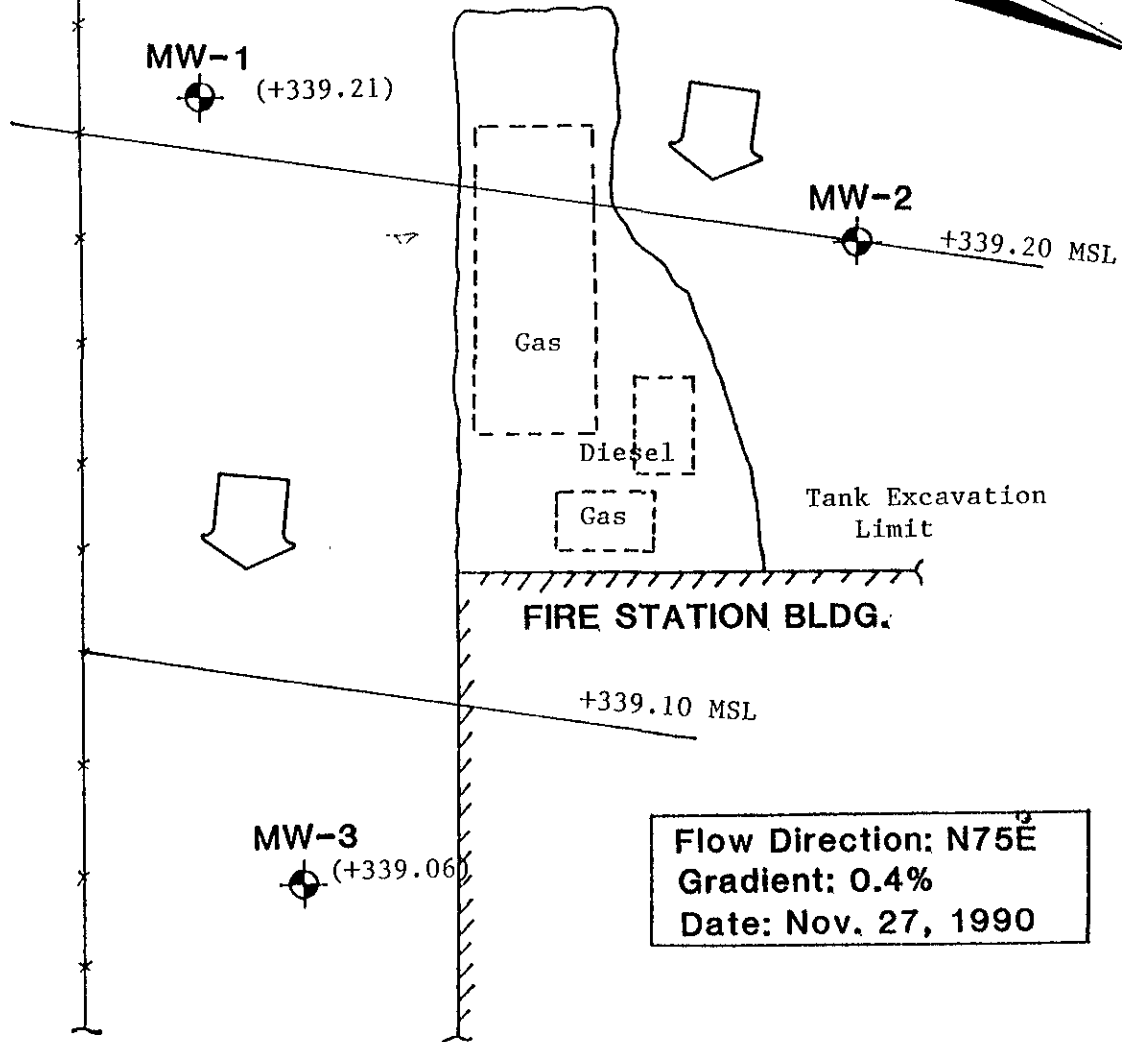 MW-1
(+339.21)
MW-2
+339.20 MSL
Gas
Diesel
Gas
Tank Excavation
Limit
FIRE STATION BLDG.
+339.10 MSL
MW-3
(+339.06)
Flow Direction: N75E
Gradient: 0.4%
Date: Nov. 27, 1990